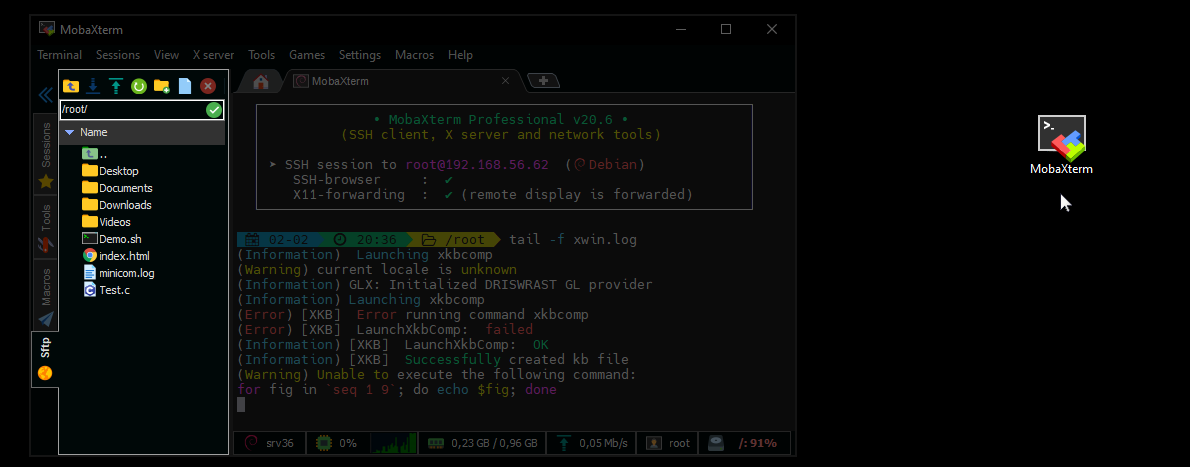 MobaXterm
Terminal Sessions View X server Tools Games Settings Macros Help
/root/
Name
..
Desktop
Documents
Downloads
Videos
Demo.sh
index.html
minicom.log
Test.c
Sessions
Tools
Macros
Sftp
MobaXterm
• MobaXterm Professional v20.6 •
(SSH client, X server and network tools)
➤ SSH session to root@192.168.56.62 (Debian)
SSH-browser : ✔
X11-forwarding : ✔ (remote display is forwarded)
02-02 20:36 /root tail -f xwin.log
(Information) Launching xkbcomp
(Warning) current locale is unknown
(Information) GLX: Initialized DRISWRAST GL provider
(Information) Launching xkbcomp
(Error) [XKB] Error running command xkbcomp
(Error) [XKB] LaunchXkbComp: failed
(Information) [XKB] LaunchXkbComp: OK
(Information) [XKB] Successfully created kb file
(Warning) Unable to execute the following command:
for fig in `seq 1 9`; do echo $fig; done
srv36 0% 0,23 GB / 0,96 GB 0,05 Mb/s root /: 91%
>_
MobaXterm